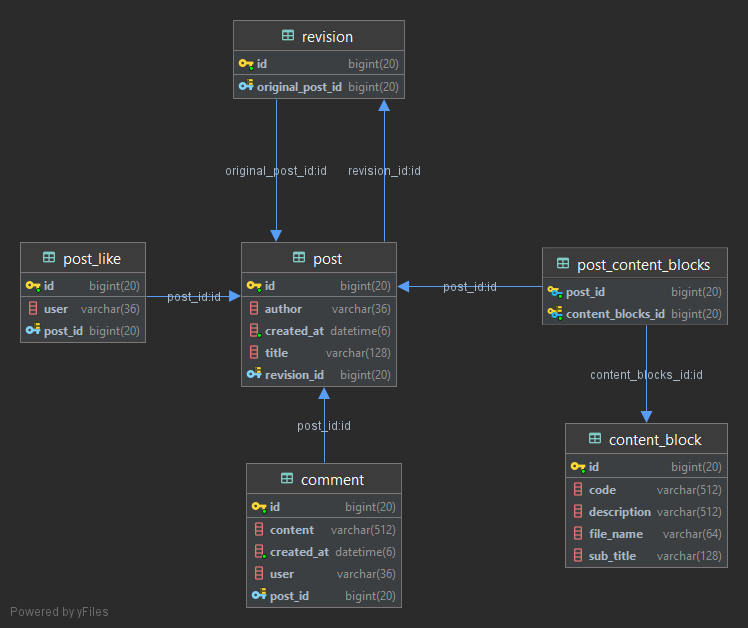 revision
id bigint(20)
original_post_id bigint(20)
original_post_id:id
revision_id:id
post_like
id bigint(20)
user varchar(36)
post_id bigint(20)
post_id:id
post
id bigint(20)
author varchar(36)
created_at datetime(6)
title varchar(128)
revision_id bigint(20)
post_id:id
post_content_blocks
post_id bigint(20)
content_blocks_id bigint(20)
content_blocks_id:id
post_id:id
comment
id bigint(20)
content varchar(512)
created_at datetime(6)
user varchar(36)
post_id bigint(20)
content_block
id bigint(20)
code varchar(512)
description varchar(512)
file_name varchar(64)
sub_title varchar(128)
Powered by yFiles